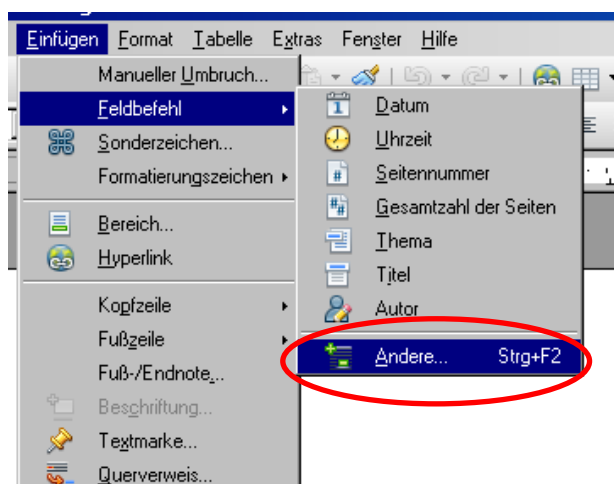 Einfügen Format Tabelle Extras Fenster Hilfe
Manueller Umbruch...
Feldbefehl
Sonderzeichen...
Formatierungszeichen
Bereich...
Hyperlink
Kopfzeile
Fußzeile
Fuß-/Endnote...
Beschriftung...
Textmarke...
Querverweis...
Datum
Uhrzeit
Seitennummer
Gesamtzahl der Seiten
Thema
Titel
Autor
Andere... Strg+F2